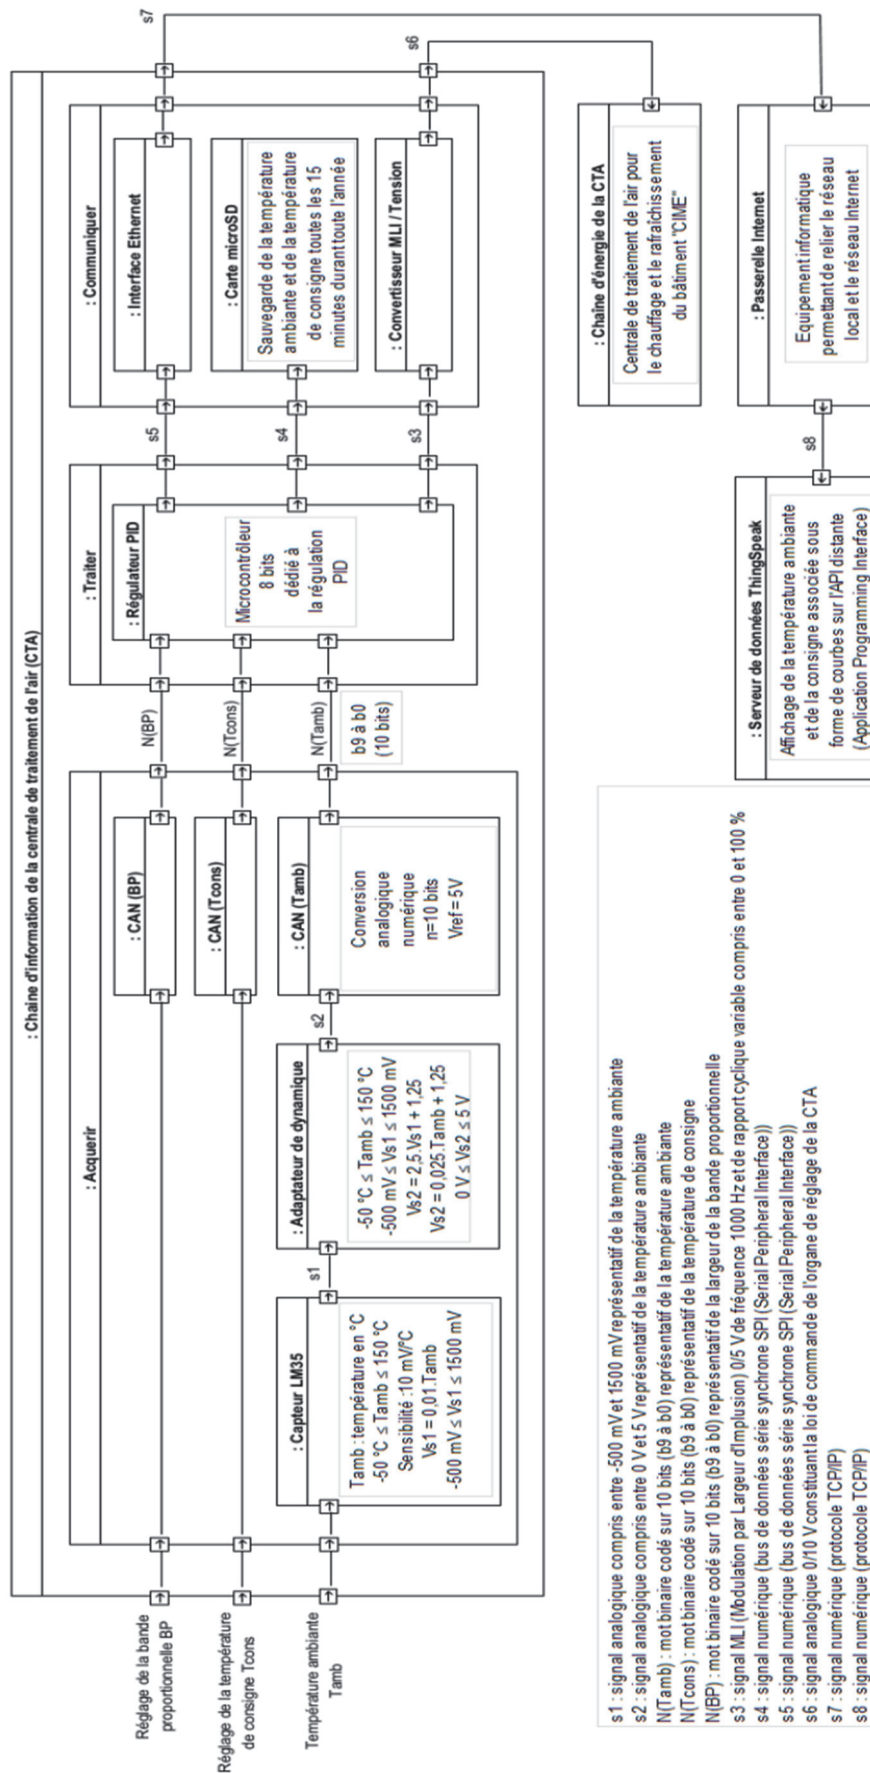 : Chaine d'information de la centrale de traitement de l'air (CTA)
: Acquerir
: Traiter
: Communiquer
Réglage de la bande
proportionnelle BP
: CAN (BP)
N(BP)
: Régulateur PID
Microcontrôleur
8 bits
dédié à
la régulation
PID
s5
: Interface Ethernet
s7
Réglage de la température
de consigne Tcons
: CAN (Tcons)
N(Tcons)
s4
: Carte microSD
Sauvegarde de la température
ambiante et de la température
de consigne toutes les 15
minutes durant toute l'année
Température ambiante
Tamb
: Capteur LM35
Tamb : température en °C
-50 °C ≤ Tamb ≤ 150 °C
Sensibilité :10 mV/°C
Vs1 = 0,01.Tamb
-500 mV ≤ Vs1 ≤ 1500 mV
s1
: Adaptateur de dynamique
-50 °C ≤ Tamb ≤ 150 °C
-500 mV ≤ Vs1 ≤ 1500 mV
Vs2 = 2,5.Vs1 + 1,25
Vs2 = 0,025.Tamb + 1,25
0 V ≤ Vs2 ≤ 5 V
s2
: CAN (Tamb)
Conversion
analogique
numérique
n=10 bits
Vref = 5V
N(Tamb)
b9 à b0
(10 bits)
s3
: Convertisseur MLI / Tension
s6
: Chaîne d'énergie de la CTA
Centrale de traitement de l'air pour
le chauffage et le rafraichissement
du bâtiment "CIME"
: Passerelle Internet
Equipement informatique
permettant de relier le réseau
local et le réseau Internet
s8
: Serveur de données ThingSpeak
Affichage de la température ambiante
et de la consigne associée sous
forme de courbes sur l'API distante
(Application Programming Interface)
s1 : signal analogique compris entre -500 mV et 1500 mV représentatif de la température ambiante
s2 : signal analogique compris entre 0 V et 5 V représentatif de la température ambiante
N(Tamb) : mot binaire codé sur 10 bits (b9 à b0) représentatif de la température ambiante
N(Tcons) : mot binaire codé sur 10 bits (b9 à b0) représentatif de la température de consigne
N(BP) : mot binaire codé sur 10 bits (b9 à b0) représentatif de la largeur de la bande proportionnelle
s3 : signal MLI (Modulation par Largeur d'Implusion) 0/5 V de fréquence 1000 Hz et de rapport cyclique variable compris entre 0 et 100 %
s4 : signal numérique (bus de données série synchrone SPI (Serial Peripheral Interface))
s5 : signal numérique (bus de données série synchrone SPI (Serial Peripheral Interface))
s6 : signal analogique 0/10 V constituant la loi de commande de l'organe de réglage de la CTA
s7 : signal numérique (protocole TCP/IP)
s8 : signal numérique (protocole TCP/IP)